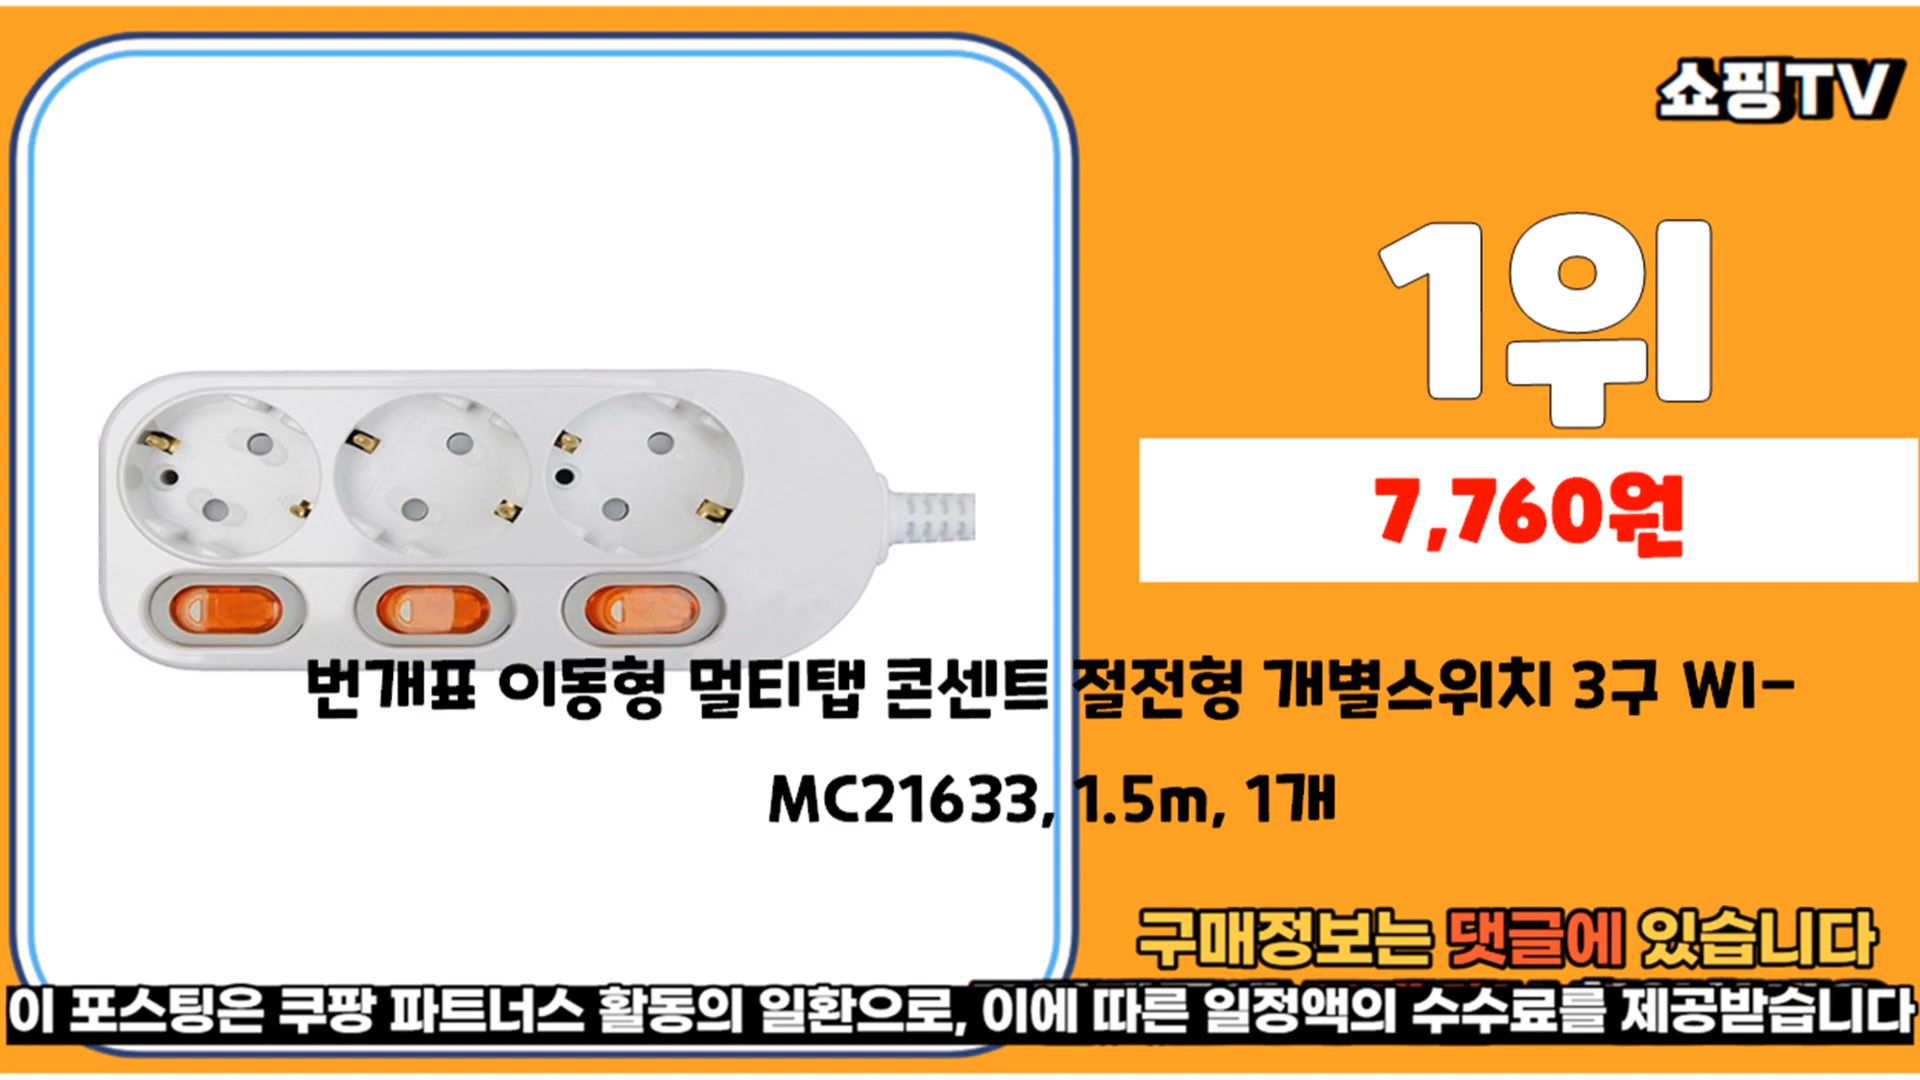 쇼핑TV
1위
7,760원
번개표 이동형 멀티탭 콘센트 절전형 개별스위치 3구 WI-
MC21633, 1.5m, 1개
구매정보는 댓글에 있습니다
이 포스팅은 쿠팡 파트너스 활동의 일환으로, 이에 따른 일정액의 수수료를 제공받습니다